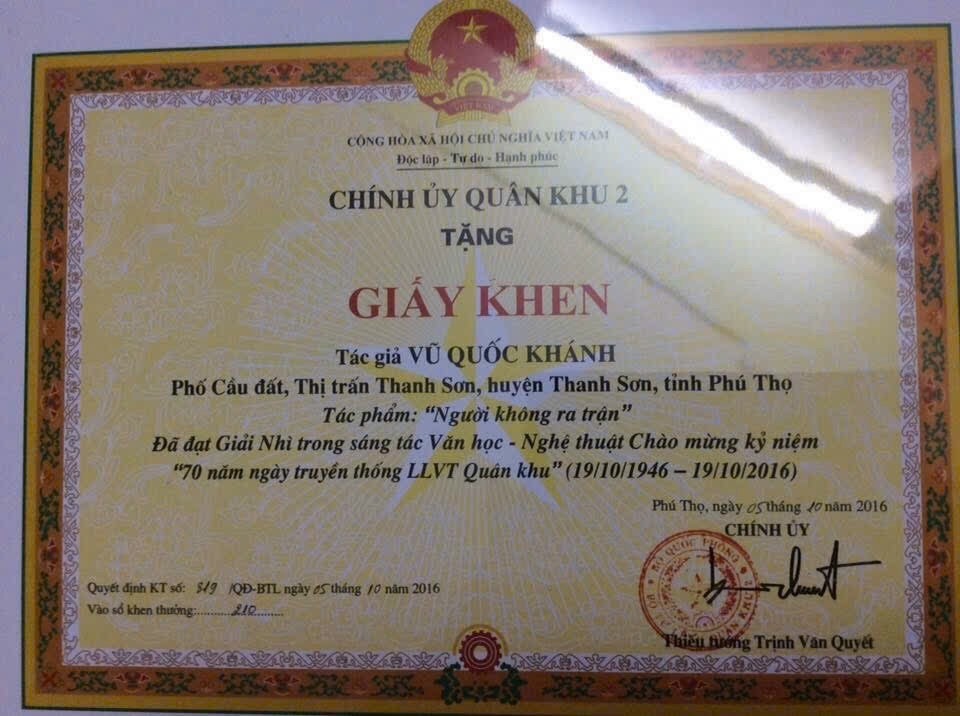 VIỆT NAM
CỘNG HÒA XÃ HỘI CHỦ NGHĨA VIỆT NAM
Độc lập - Tự do - Hạnh phúc
CHÍNH ỦY QUÂN KHU 2
TẶNG
GIẤY KHEN
Tác giả VŨ QUỐC KHÁNH
Phố Cầu đất, Thị trấn Thanh Sơn, huyện Thanh Sơn, tỉnh Phú Thọ
Tác phẩm: “Người không ra trận”
Đã đạt Giải Nhì trong sáng tác Văn học - Nghệ thuật Chào mừng kỷ niệm
“70 năm ngày truyền thống LLVT Quân khu” (19/10/1946 – 19/10/2016)
Phú Thọ, ngày 05 tháng 10 năm 2016
CHÍNH ỦY
BỘ QUỐC PHÒNG
Quyết định KT số: 819 /QĐ-BTL ngày 05 tháng 10 năm 2016
Vào sổ khen thưởng:.........210.......
Thiếu tướng Trịnh Văn Quyết